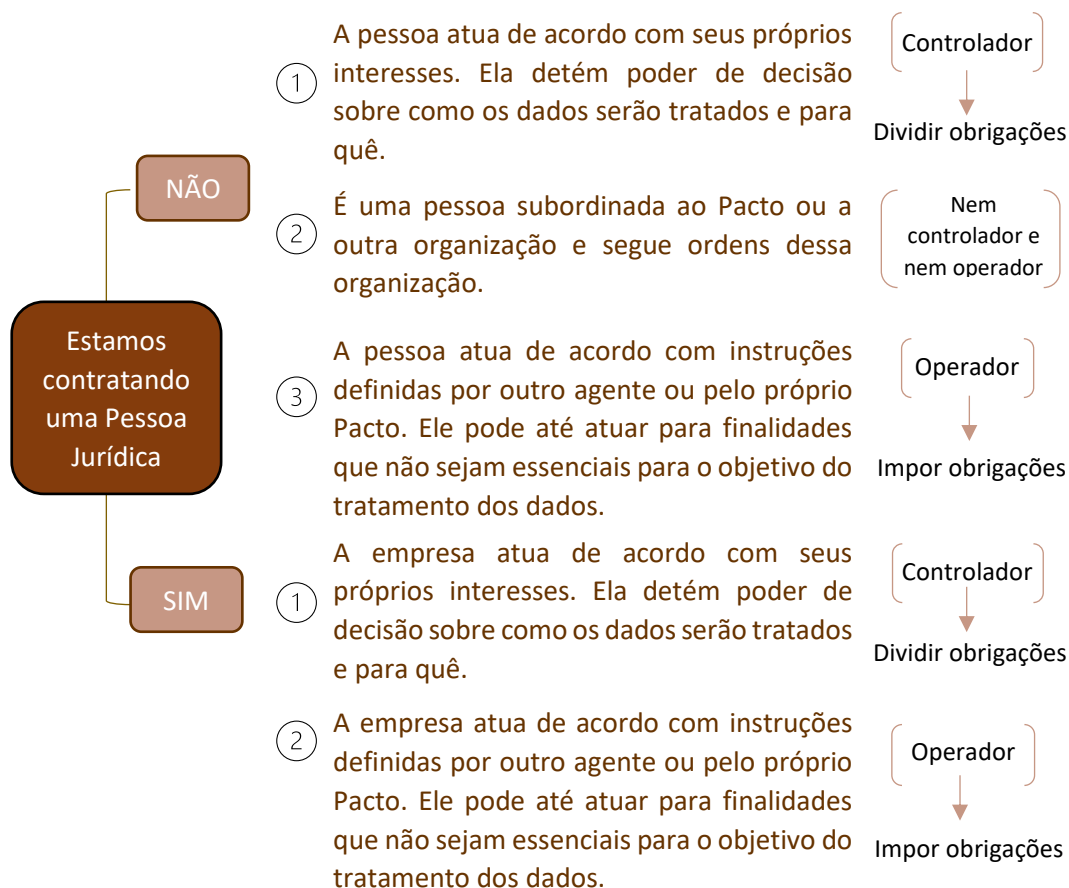 Estamos
contratando
uma Pessoa
Jurídica
NÃO
1
A pessoa atua de acordo com seus próprios
interesses. Ela detém poder de decisão
sobre como os dados serão tratados e para
quê.
Controlador
Dividir obrigações
2
É uma pessoa subordinada ao Pacto ou a
outra organização e segue ordens dessa
organização.
Nem
controlador e
nem operador
3
A pessoa atua de acordo com instruções
definidas por outro agente ou pelo próprio
Pacto. Ele pode até atuar para finalidades
que não sejam essenciais para o objetivo do
tratamento dos dados.
Operador
Impor obrigações
SIM
1
A empresa atua de acordo com seus
próprios interesses. Ela detém poder de
decisão sobre como os dados serão tratados
e para quê.
Controlador
Dividir obrigações
2
A empresa atua de acordo com instruções
definidas por outro agente ou pelo próprio
Pacto. Ele pode até atuar para finalidades
que não sejam essenciais para o objetivo do
tratamento dos dados.
Operador
Impor obrigações